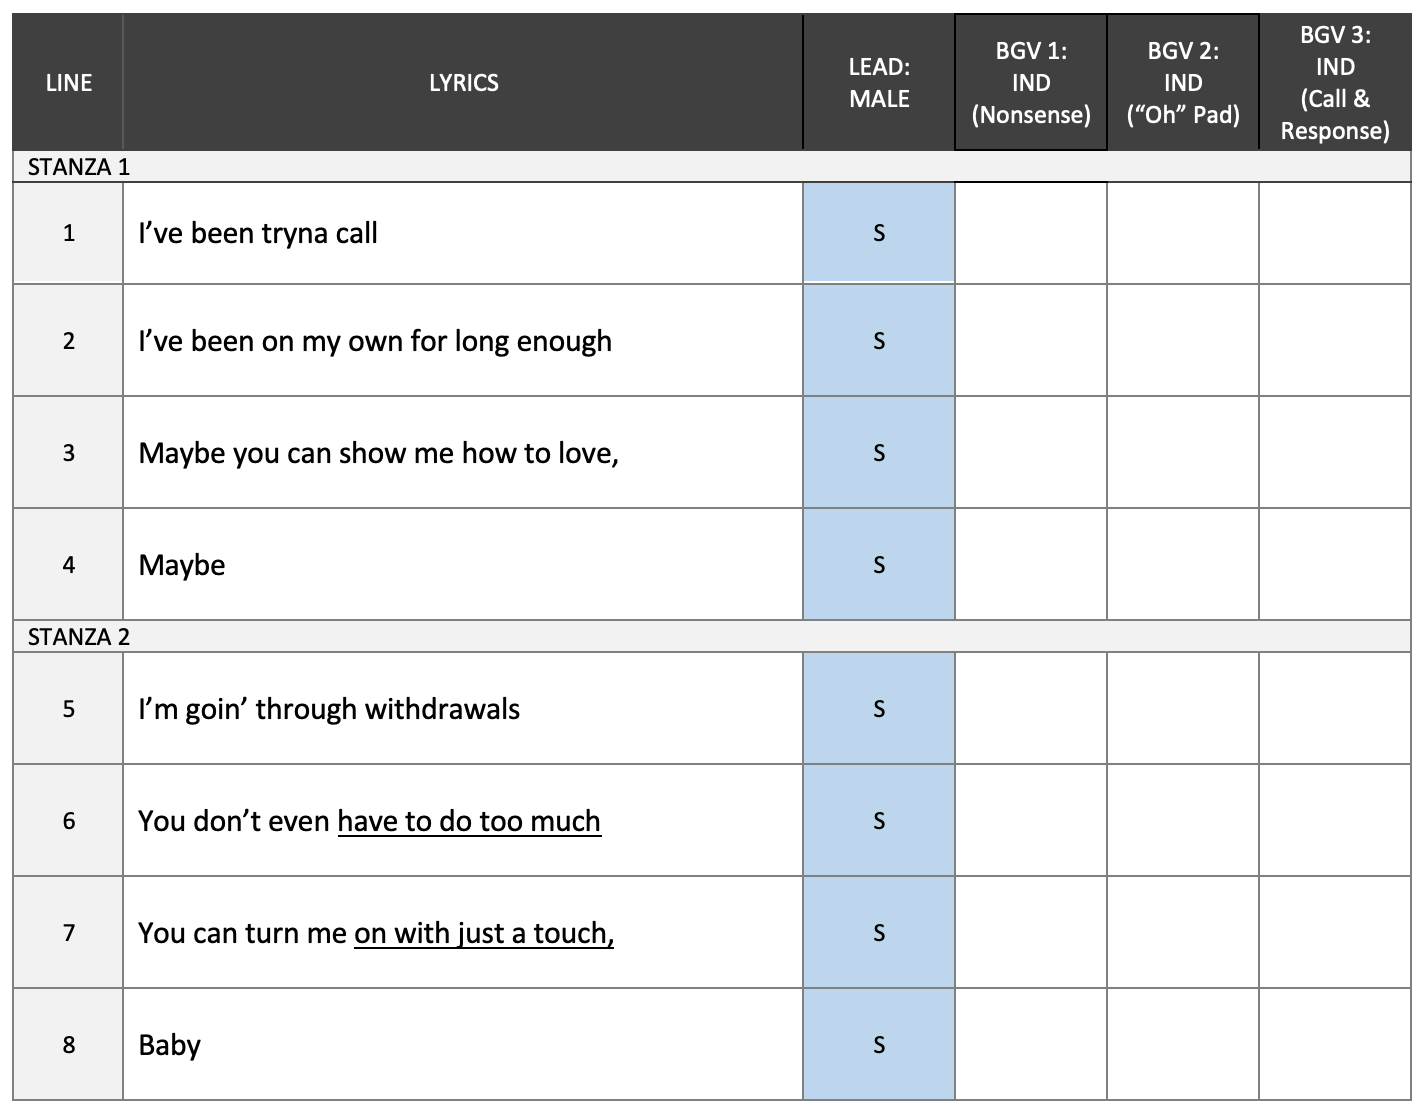 LINE LYRICS LEAD: MALE BGV 1: IND (Nonsense) BGV 2: IND (“Oh” Pad) BGV 3: IND (Call & Response)
STANZA 1
1 I’ve been tryna call S
2 I’ve been on my own for long enough S
3 Maybe you can show me how to love, S
4 Maybe S
STANZA 2
5 I’m goin’ through withdrawals S
6 You don’t even have to do too much S
7 You can turn me on with just a touch, S
8 Baby S